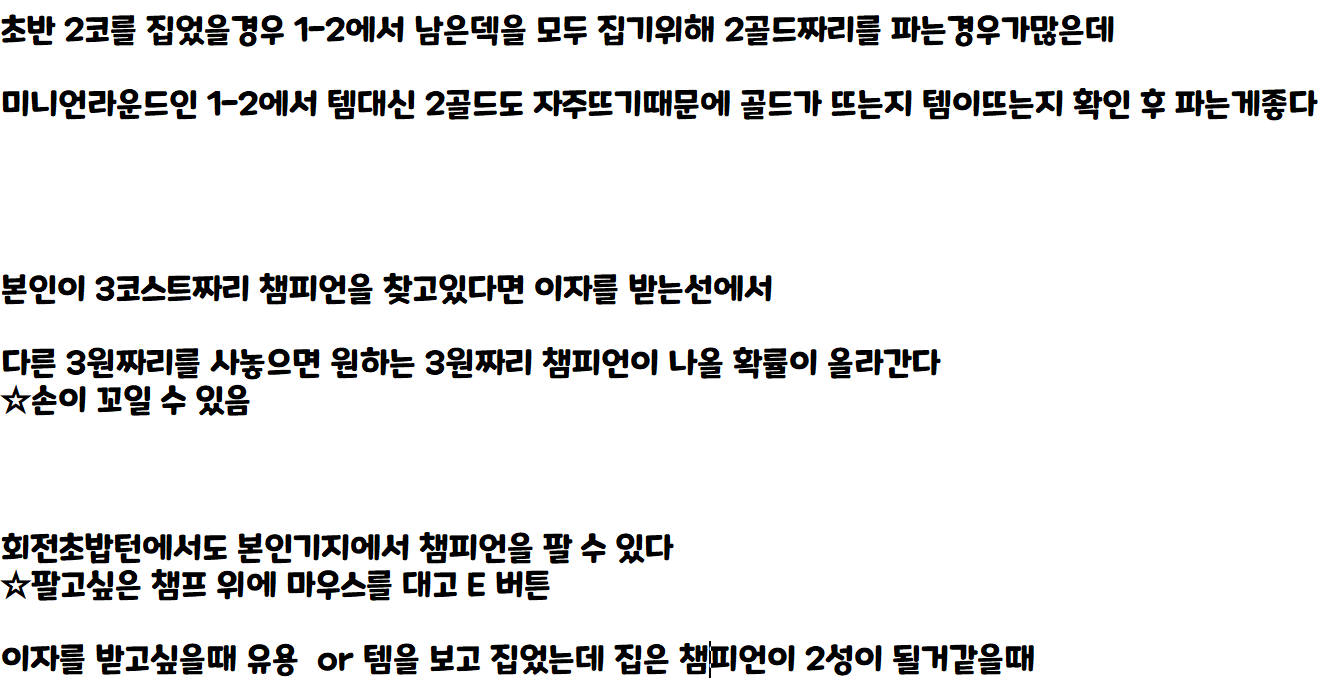 초반 2코를 집었을경우 1-2에서 남은덱을 모두 집기위해 2골드짜리를 파는경우가많은데
미니언라운드인 1-2에서 템대신 2골드도 자주뜨기때문에 골드가 뜨는지 템이뜨는지 확인 후 파는게좋다
본인이 3코스트짜리 챔피언을 찾고있다면 이자를 받는선에서
다른 3원짜리를 사놓으면 원하는 3원짜리 챔피언이 나올 확률이 올라간다
☆손이 꼬일 수 있음
회전초밥턴에서도 본인기지에서 챔피언을 팔 수 있다
☆팔고싶은 챔프 위에 마우스를 대고 E 버튼
이자를 받고싶을때 유용 or 템을 보고 집었는데 집은 챔피언이 2성이 될거같을때